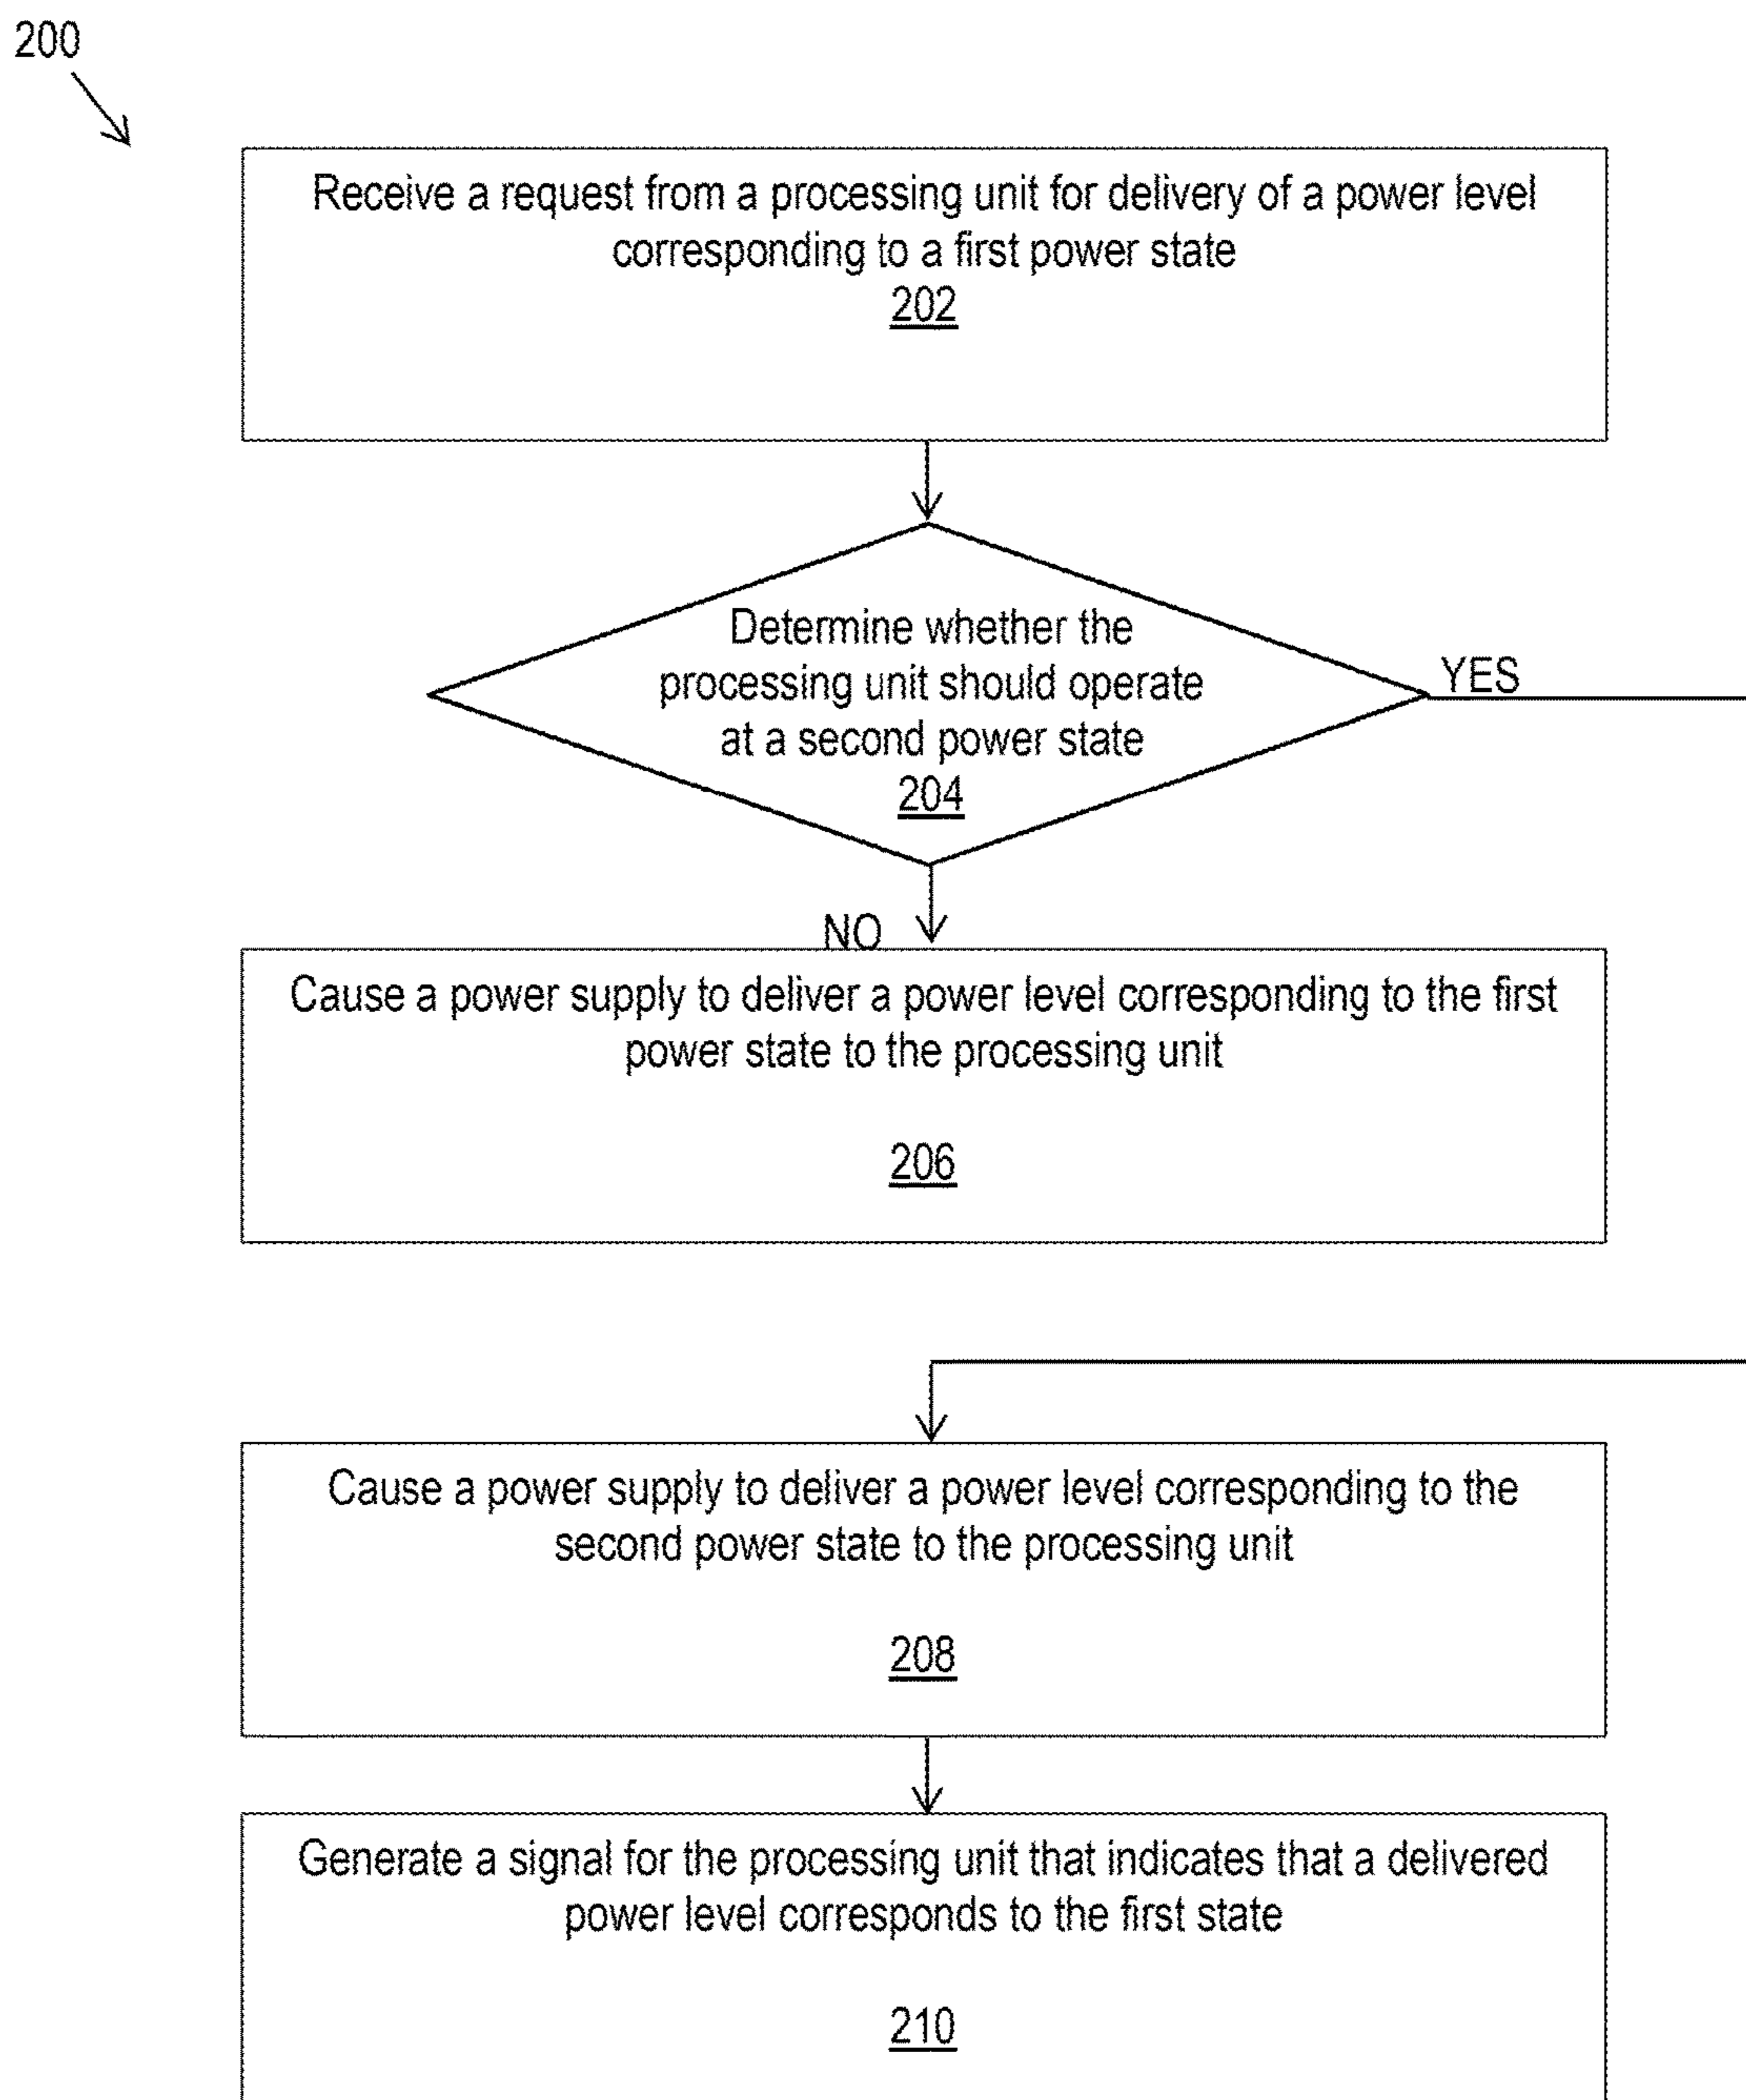 200
Receive a request from a processing unit for delivery of a power level
corresponding to a first power state
202
Determine whether the
processing unit should operate
at a second power state
204
YES
NO
Cause a power supply to deliver a power level corresponding to the first
power state to the processing unit
206
Cause a power supply to deliver a power level corresponding to the
second power state to the processing unit
208
Generate a signal for the processing unit that indicates that a delivered
power level corresponds to the first state
210